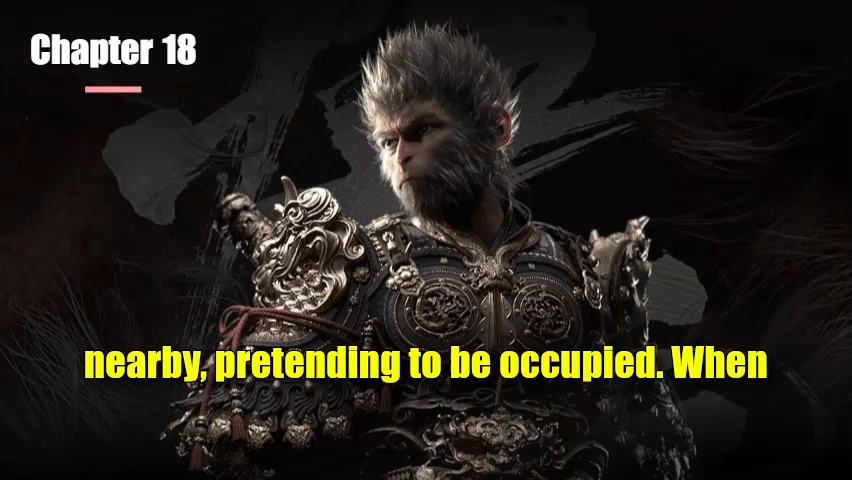 Chapter 18
nearby, pretending to be occupied. When